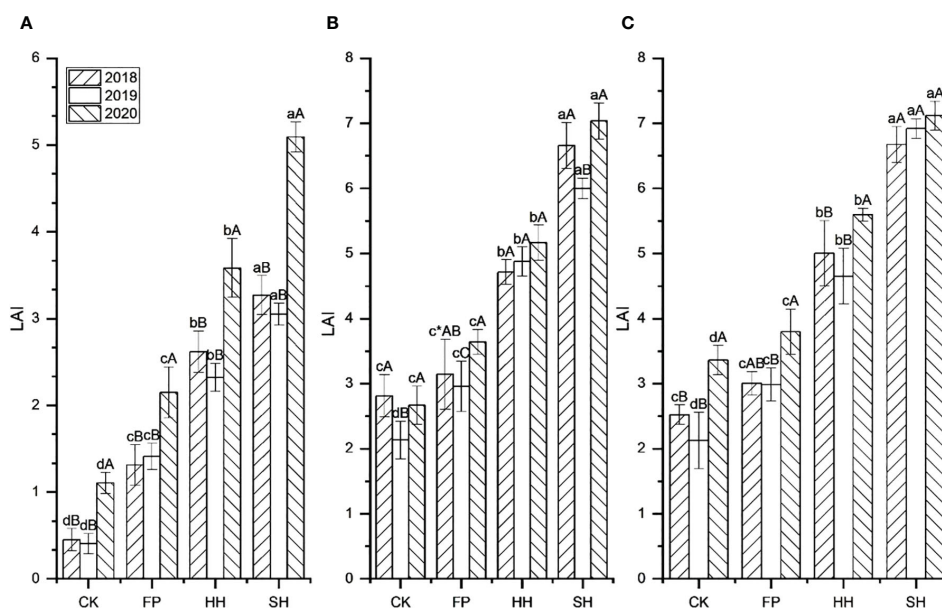 A
B
C
LAI
6
5
4
3
2
1
0
2018
2019
2020
dB
dB
dA
cB
cB
cA
bB
bB
bA
aB
aB
aA
CK
FP
HH
SH
LAI
8
7
6
5
4
3
2
1
0
cA
dB
cA
c*AB
cC
cA
bA
bA
bA
aA
aB
aA
CK
FP
HH
SH
LAI
8
7
6
5
4
3
2
1
0
cB
dB
dA
cAB
cB
cA
bB
bB
bA
aA
aA
aA
CK
FP
HH
SH